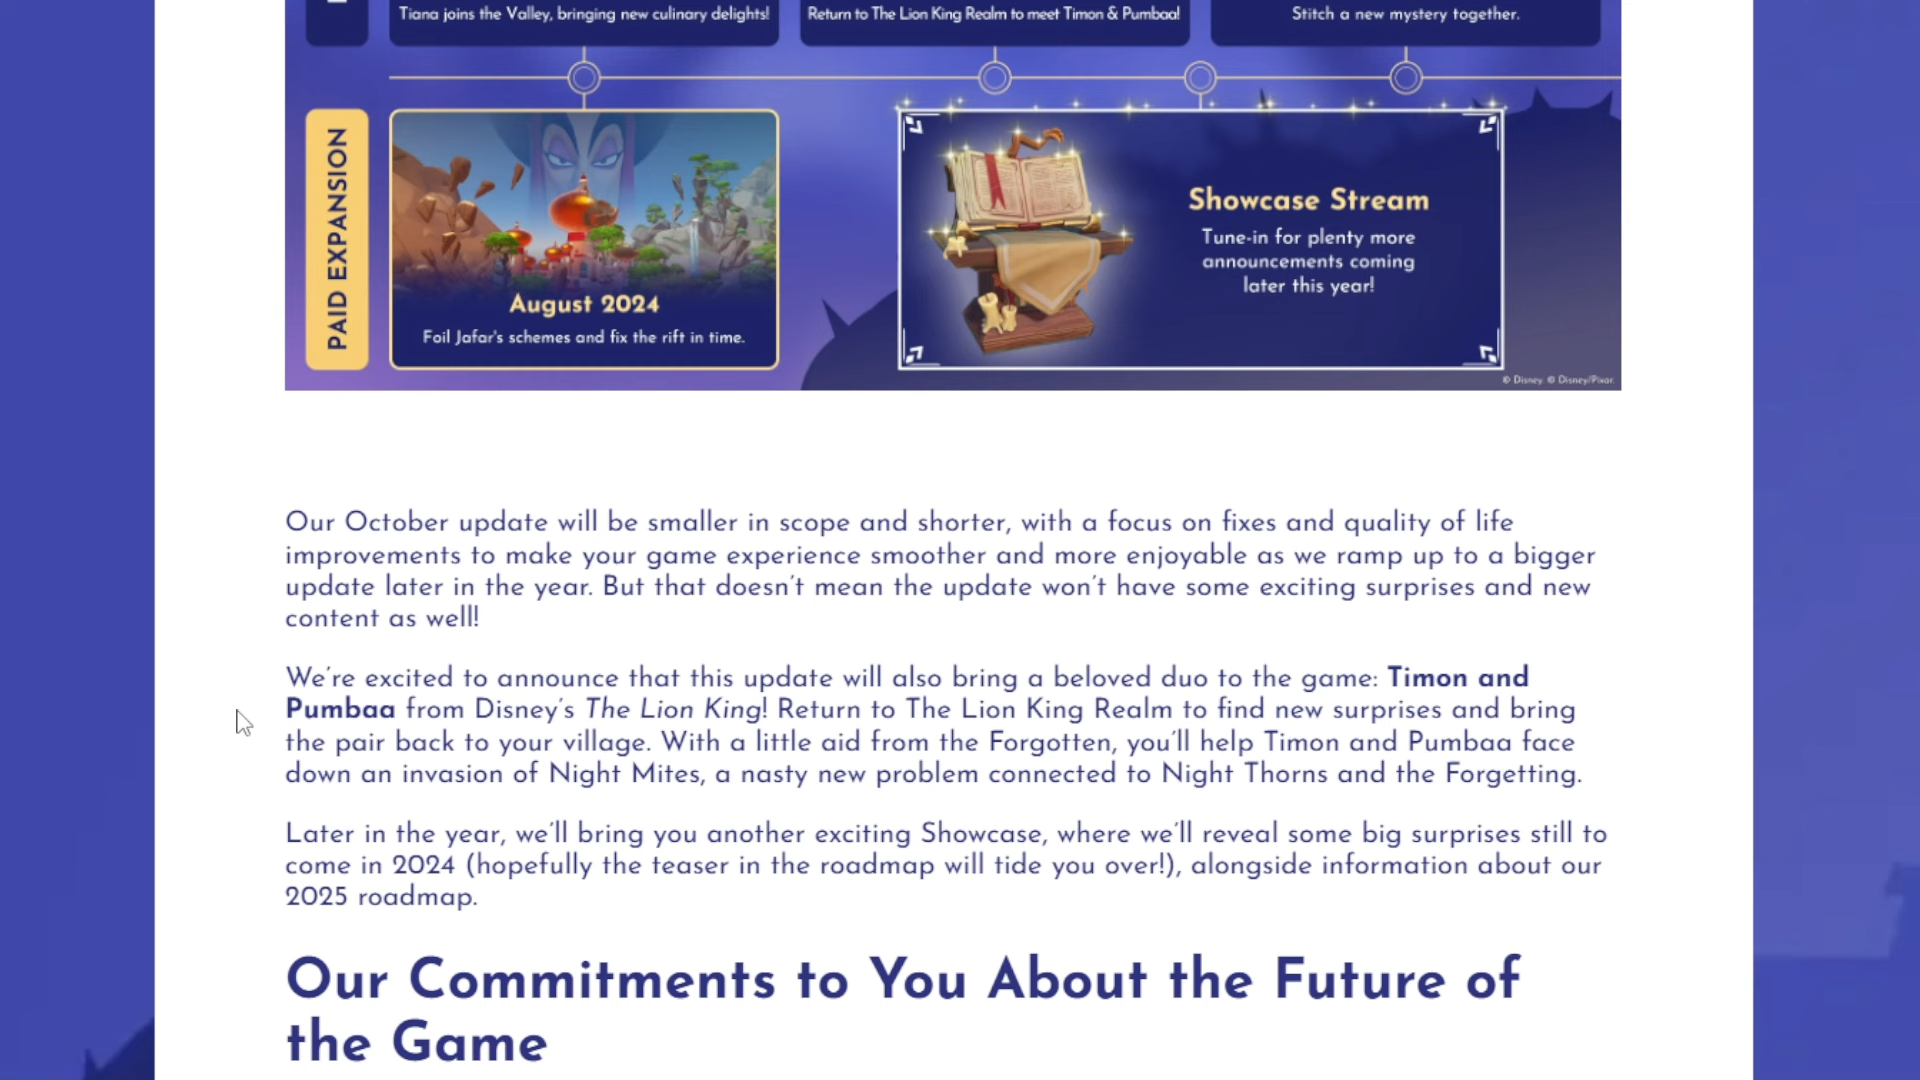 Tiana joins the Valley, bringing new culinary delights!
Return to The Lion King Realm to meet Timon & Pumbaa!
Stitch a new mystery together.
PAID EXPANSION
August 2024
Foil Jafar's schemes and fix the rift in time.
Showcase Stream
Tune-in for plenty more
announcements coming
later this year!
© Disney. © Disney/Pixar.
Our October update will be smaller in scope and shorter, with a focus on fixes and quality of life
improvements to make your game experience smoother and more enjoyable as we ramp up to a bigger
update later in the year. But that doesn't mean the update won't have some exciting surprises and new
content as well!
We're excited to announce that this update will also bring a beloved duo to the game: Timon and
Pumbaa from Disney's The Lion King! Return to The Lion King Realm to find new surprises and bring
the pair back to your village. With a little aid from the Forgotten, you'll help Timon and Pumbaa face
down an invasion of Night Mites, a nasty new problem connected to Night Thorns and the Forgetting.
Later in the year, we'll bring you another exciting Showcase, where we'll reveal some big surprises still to
come in 2024 (hopefully the teaser in the roadmap will tide you over!), alongside information about our
2025 roadmap.
Our Commitments to You About the Future of
the Game